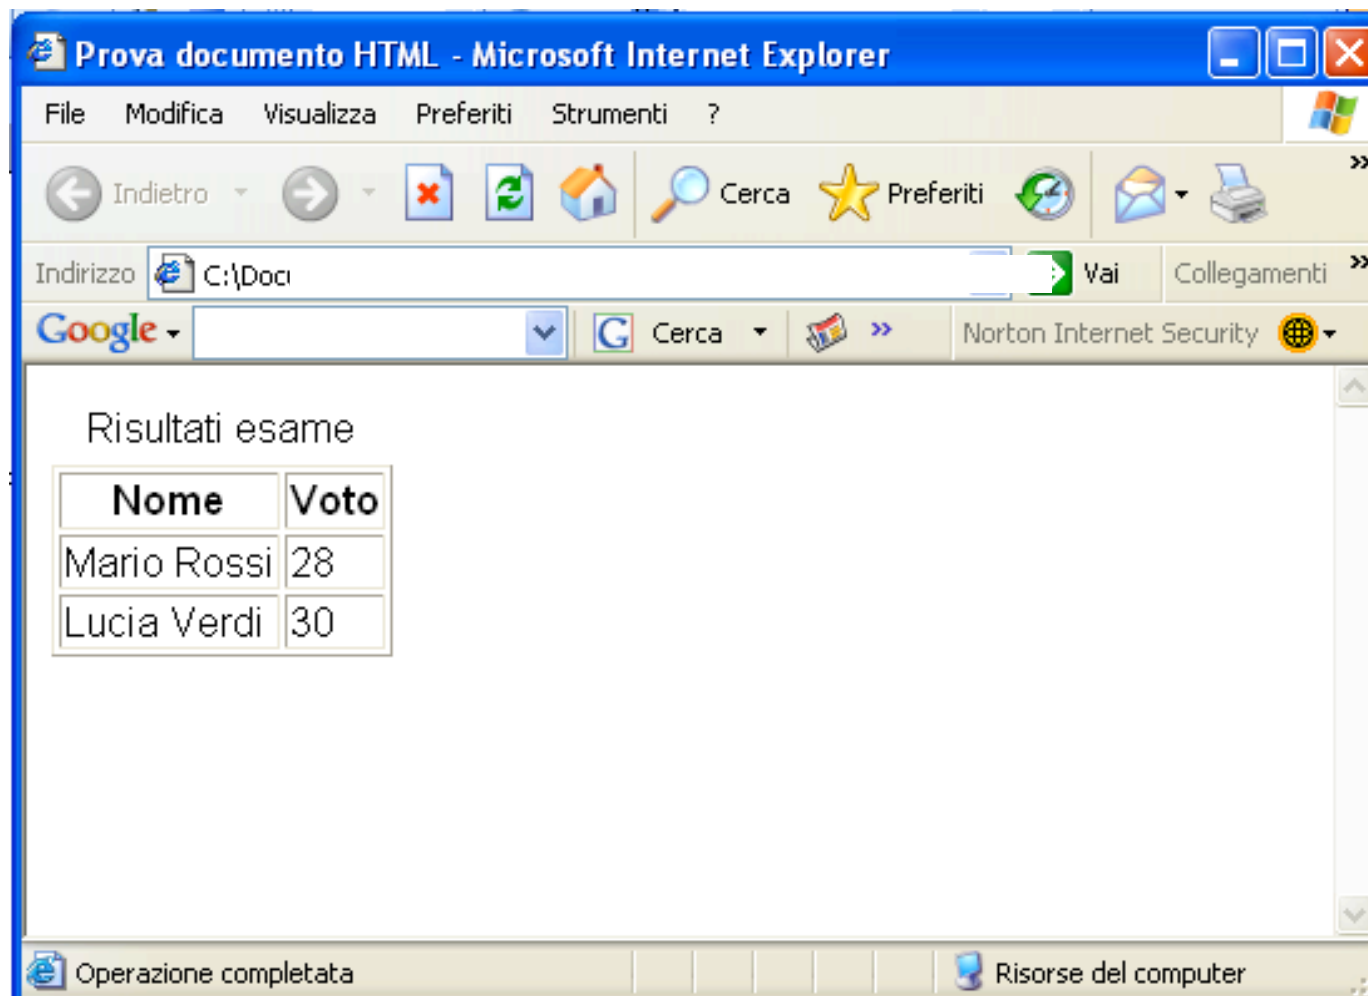 Prova documento HTML - Microsoft Internet Explorer
File Modifica Visualizza Preferiti Strumenti ?
Indietro Cerca Preferiti »
Indirizzo C:\Docu Vai Collegamenti »
Google G Cerca » Norton Internet Security
Risultati esame
Nome Voto
Mario Rossi 28
Lucia Verdi 30
Operazione completata Risorse del computer